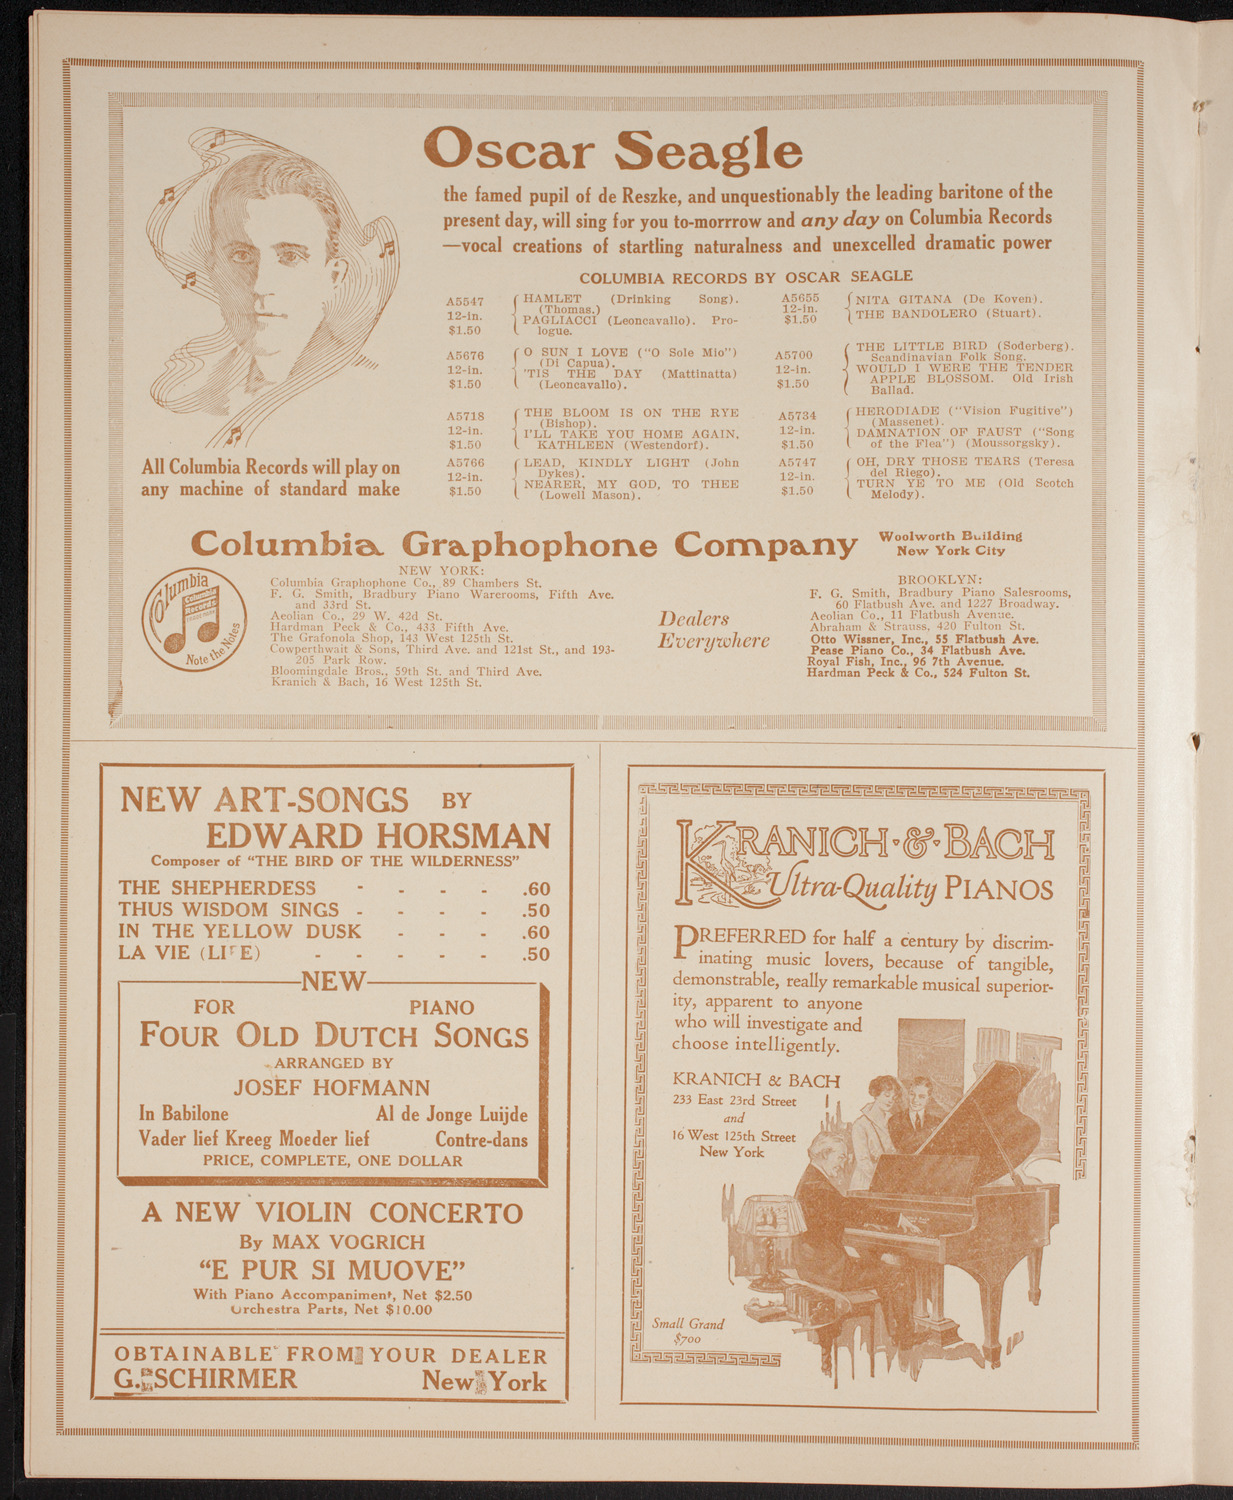 Oscar Seagle
the famed pupil of de Reszke, and unquestionably the leading baritone of the
present day, will sing for you to-morrrow and any day on Columbia Records
—vocal creations of startling naturalness and unexcelled dramatic power
COLUMBIA RECORDS BY OSCAR SEAGLE
A5547
12-in.
$1.50
HAMLET (Drinking Song).
(Thomas.)
PAGLIACCI (Leoncavallo). Pro-
logue.
A5676
12-in.
$1.50
O SUN I LOVE ("O Sole Mio")
(Di Capua).
'TIS THE DAY (Mattinatta)
(Leoncavallo).
A5718
12-in.
$1.50
THE BLOOM IS ON THE RYE
(Bishop).
I'LL TAKE YOU HOME AGAIN,
KATHLEEN (Westendorf).
A5766
12-in.
$1.50
LEAD, KINDLY LIGHT (John
Dykes).
NEARER, MY GOD, TO THEE
(Lowell Mason).
A5655
12-in.
$1.50
NITA GITANA (De Koven).
THE BANDOLERO (Stuart).
A5700
12-in.
$1.50
THE LITTLE BIRD (Soderberg).
Scandinavian Folk Song.
WOULD I WERE THE TENDER
APPLE BLOSSOM. Old Irish
Ballad.
A5734
12-in.
$1.50
HERODIADE ("Vision Fugitive")
(Massenet).
DAMNATION OF FAUST ("Song
of the Flea") (Moussorgsky).
A5747
12-in.
$1.50
OH, DRY THOSE TEARS (Teresa
del Riego).
TURN YE TO ME (Old Scotch
Melody).
All Columbia Records will play on
any machine of standard make
Columbia Graphophone Company
Woolworth Building
New York City
Columbia
Columbia
Records
Note the Notes
NEW YORK:
Columbia Graphophone Co., 89 Chambers St.
F. G. Smith, Bradbury Piano Warerooms, Fifth Ave.
and 33rd St.
Aeolian Co., 29 W. 42d St.
Hardman Peck & Co., 433 Fifth Ave.
The Grafonola Shop, 143 West 125th St.
Cowperthwait & Sons, Third Ave. and 121st St., and 193-
205 Park Row.
Bloomingdale Bros., 59th St. and Third Ave.
Kranich & Bach, 16 West 125th St.
Dealers
Everywhere
BROOKLYN:
F. G. Smith, Bradbury Piano Salesrooms,
60 Flatbush Ave. and 1227 Broadway.
Aeolian Co., 11 Flatbush Avenue.
Abraham & Strauss, 420 Fulton St.
Otto Wissner, Inc., 55 Flatbush Ave.
Pease Piano Co., 34 Flatbush Ave.
Royal Fish, Inc., 96 7th Avenue.
Hardman Peck & Co., 524 Fulton St.
NEW ART-SONGS BY
EDWARD HORSMAN
Composer of "THE BIRD OF THE WILDERNESS"
THE SHEPHERDESS - - - - .60
THUS WISDOM SINGS - - - - .50
IN THE YELLOW DUSK - - - .60
LA VIE (LIFE) - - - - - .50
NEW
FOR PIANO
FOUR OLD DUTCH SONGS
ARRANGED BY
JOSEF HOFMANN
In Babilone Al de Jonge Luijde
Vader lief Kreeg Moeder lief Contre-dans
PRICE, COMPLETE, ONE DOLLAR
A NEW VIOLIN CONCERTO
By MAX VOGRICH
"E PUR SI MUOVE"
With Piano Accompaniment, Net $2.50
Orchestra Parts, Net $10.00
OBTAINABLE FROM YOUR DEALER
G. SCHIRMER New York
KRANICH·&·BACH
Ultra-Quality PIANOS
PREFERRED for half a century by discrim-
inating music lovers, because of tangible,
demonstrable, really remarkable musical superior-
ity, apparent to anyone
who will investigate and
choose intelligently.
KRANICH & BACH
233 East 23rd Street
and
16 West 125th Street
New York
Small Grand
$700